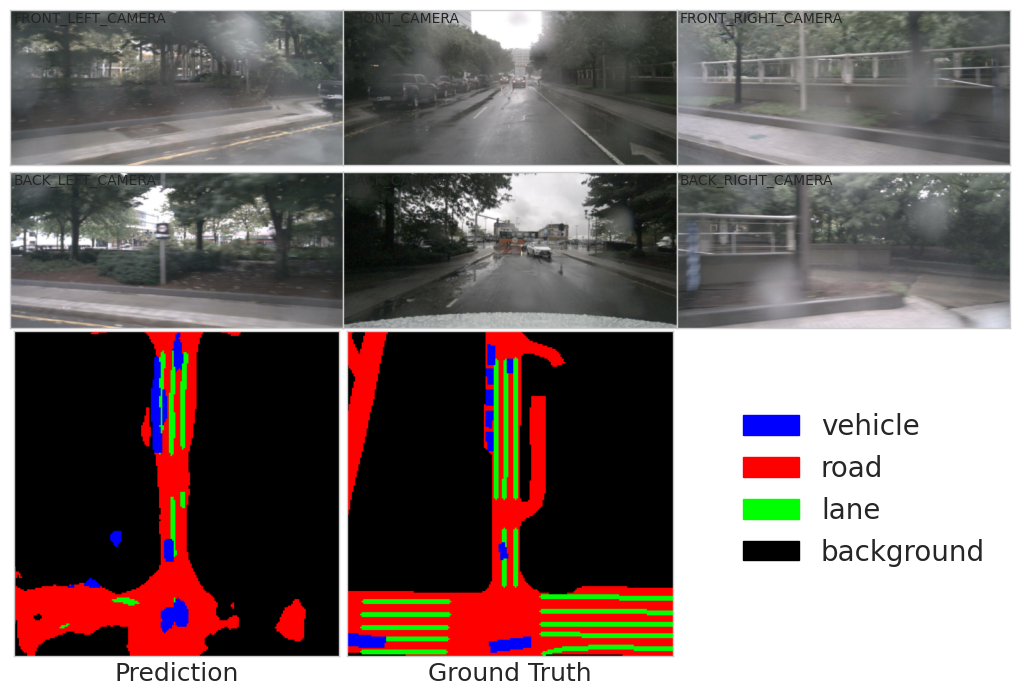 FRONT_LEFT_CAMERA
FRONT_CAMERA
FRONT_RIGHT_CAMERA
BACK_LEFT_CAMERA
BACK_RIGHT_CAMERA
vehicle
road
lane
background
Prediction
Ground Truth